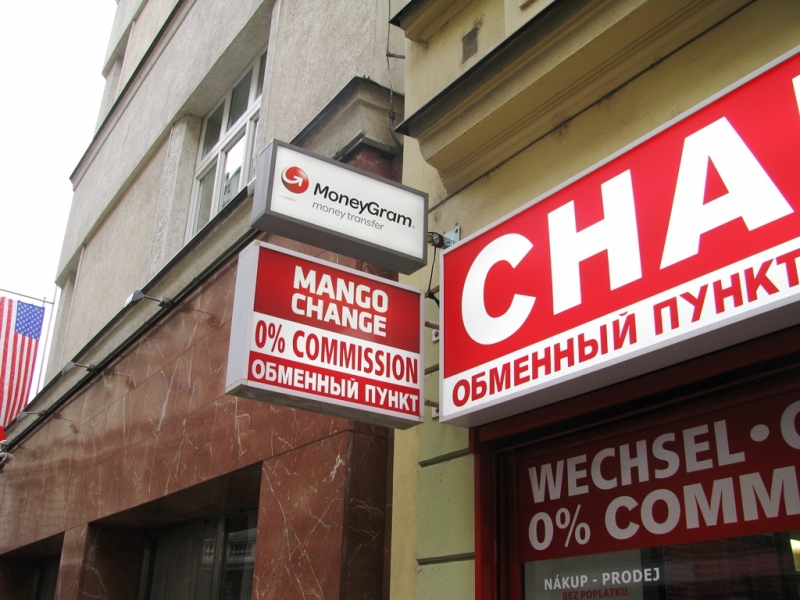 MoneyGram
money transfer
MANGO
CHANGE
0% COMMISSION
ОБМЕННЫЙ ПУНКТ
CHA
ОБМЕННЫЙ ПУНКТ
WECHSEL • C
0% COMM
NÁKUP - PRODEJ
BEZ POPLATKU